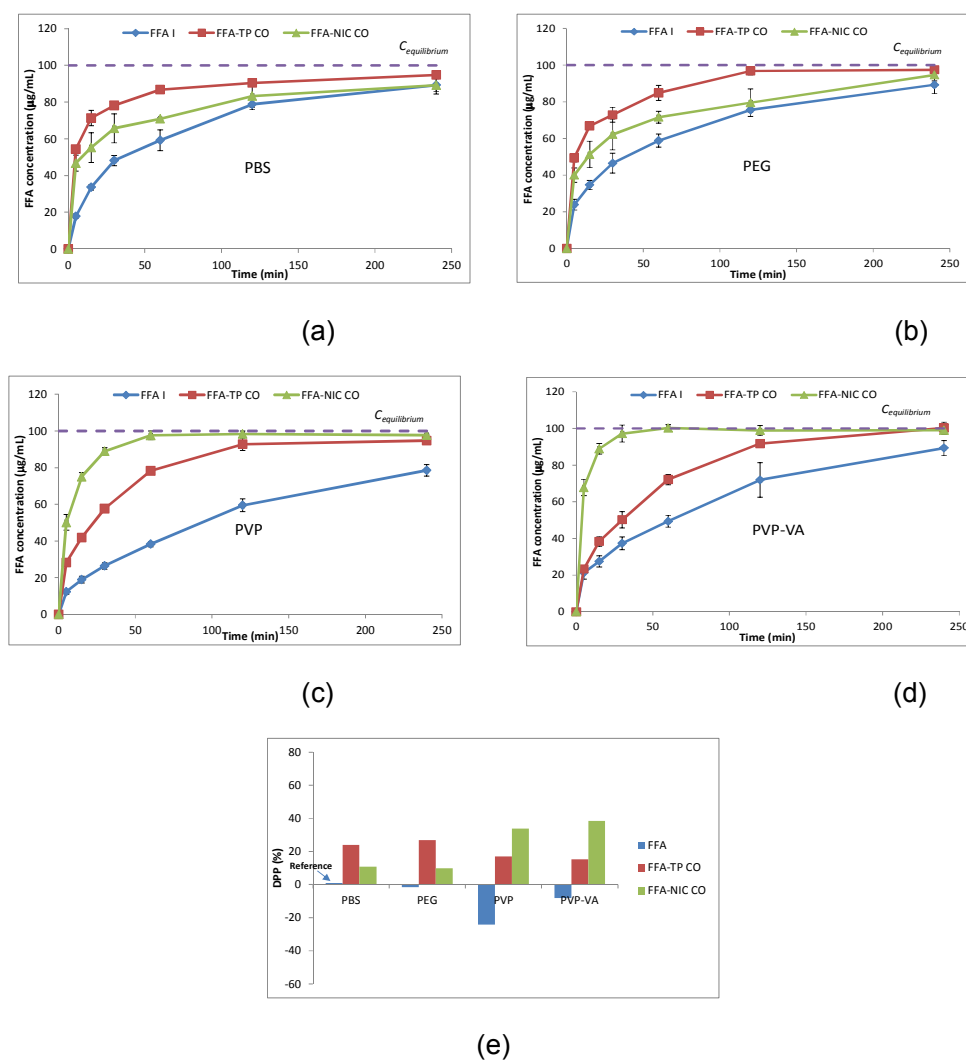 FFA I FFA-TP CO FFA-NIC CO
C equilibrium
120
100
80
60
40
20
0
FFA concentration (µg/mL)
PBS
0 50 100 150 200 250
Time (min)
(a)
FFA I FFA-TP CO FFA-NIC CO
C equilibrium
120
100
80
60
40
20
0
FFA concentration (µg/mL)
PEG
0 50 100 150 200 250
Time (min)
(b)
FFA I FFA-TP CO FFA-NIC CO
C equilibrium
120
100
80
60
40
20
0
FFA concentration (µg/mL)
PVP
0 50 100 150 200 250
Time (min)
(c)
FFA I FFA-TP CO FFA-NIC CO
C equilibrium
120
100
80
60
40
20
0
FFA concentration (µg/mL)
PVP-VA
0 50 100 150 200 250
Time (min)
(d)
80
60
40
20
0
-20
-40
-60
DPP (%)
Reference
PBS PEG PVP PVP-VA
FFA
FFA-TP CO
FFA-NIC CO
(e)